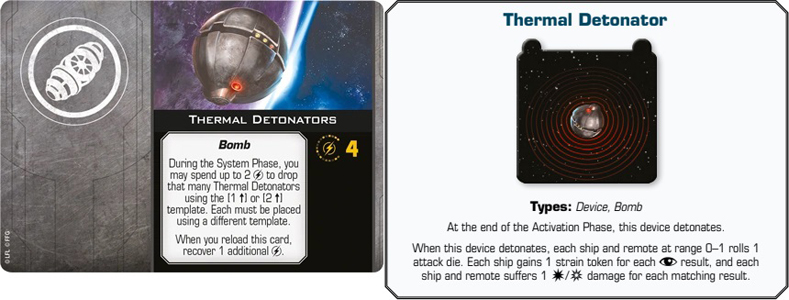 Thermal Detonators
4
Bomb
During the System Phase, you
may spend up to 2 to drop
that many Thermal Detonators
using the [1 ↑] or [2 ↑]
template. Each must be placed
using a different template.
When you reload this card,
recover 1 additional .
©LFL ©FFG
Thermal Detonator
Types: Device, Bomb
At the end of the Activation Phase, this device detonates.
When this device detonates, each ship and remote at range 0–1 rolls 1
attack die. Each ship gains 1 strain token for each result, and each
ship and remote suffers 1 / damage for each matching result.